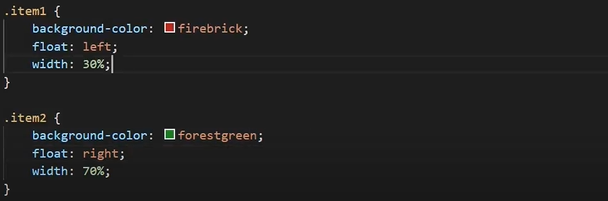 .item1 {
    background-color: firebrick;
    float: left;
    width: 30%;
}

.item2 {
    background-color: forestgreen;
    float: right;
    width: 70%;
}